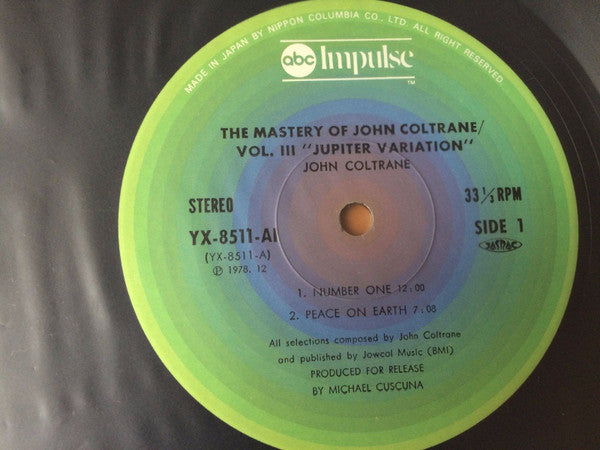 MADE IN JAPAN BY NIPPON COLUMBIA CO., LTD. ALL RIGHT RESERVED.
abc Impulse
TM
THE MASTERY OF JOHN COLTRANE/
VOL. III "JUPITER VARIATION"
JOHN COLTRANE
STEREO
33 1/3 RPM
YX-8511-AI
SIDE 1
(YX-8511-A)
JASRAC
Ⓟ 1978. 12
1. NUMBER ONE 12:00
2. PEACE ON EARTH 7:08
All selections composed by John Coltrane
and published by Jowcol Music (BMI)
PRODUCED FOR RELEASE
BY MICHAEL CUSCUNA